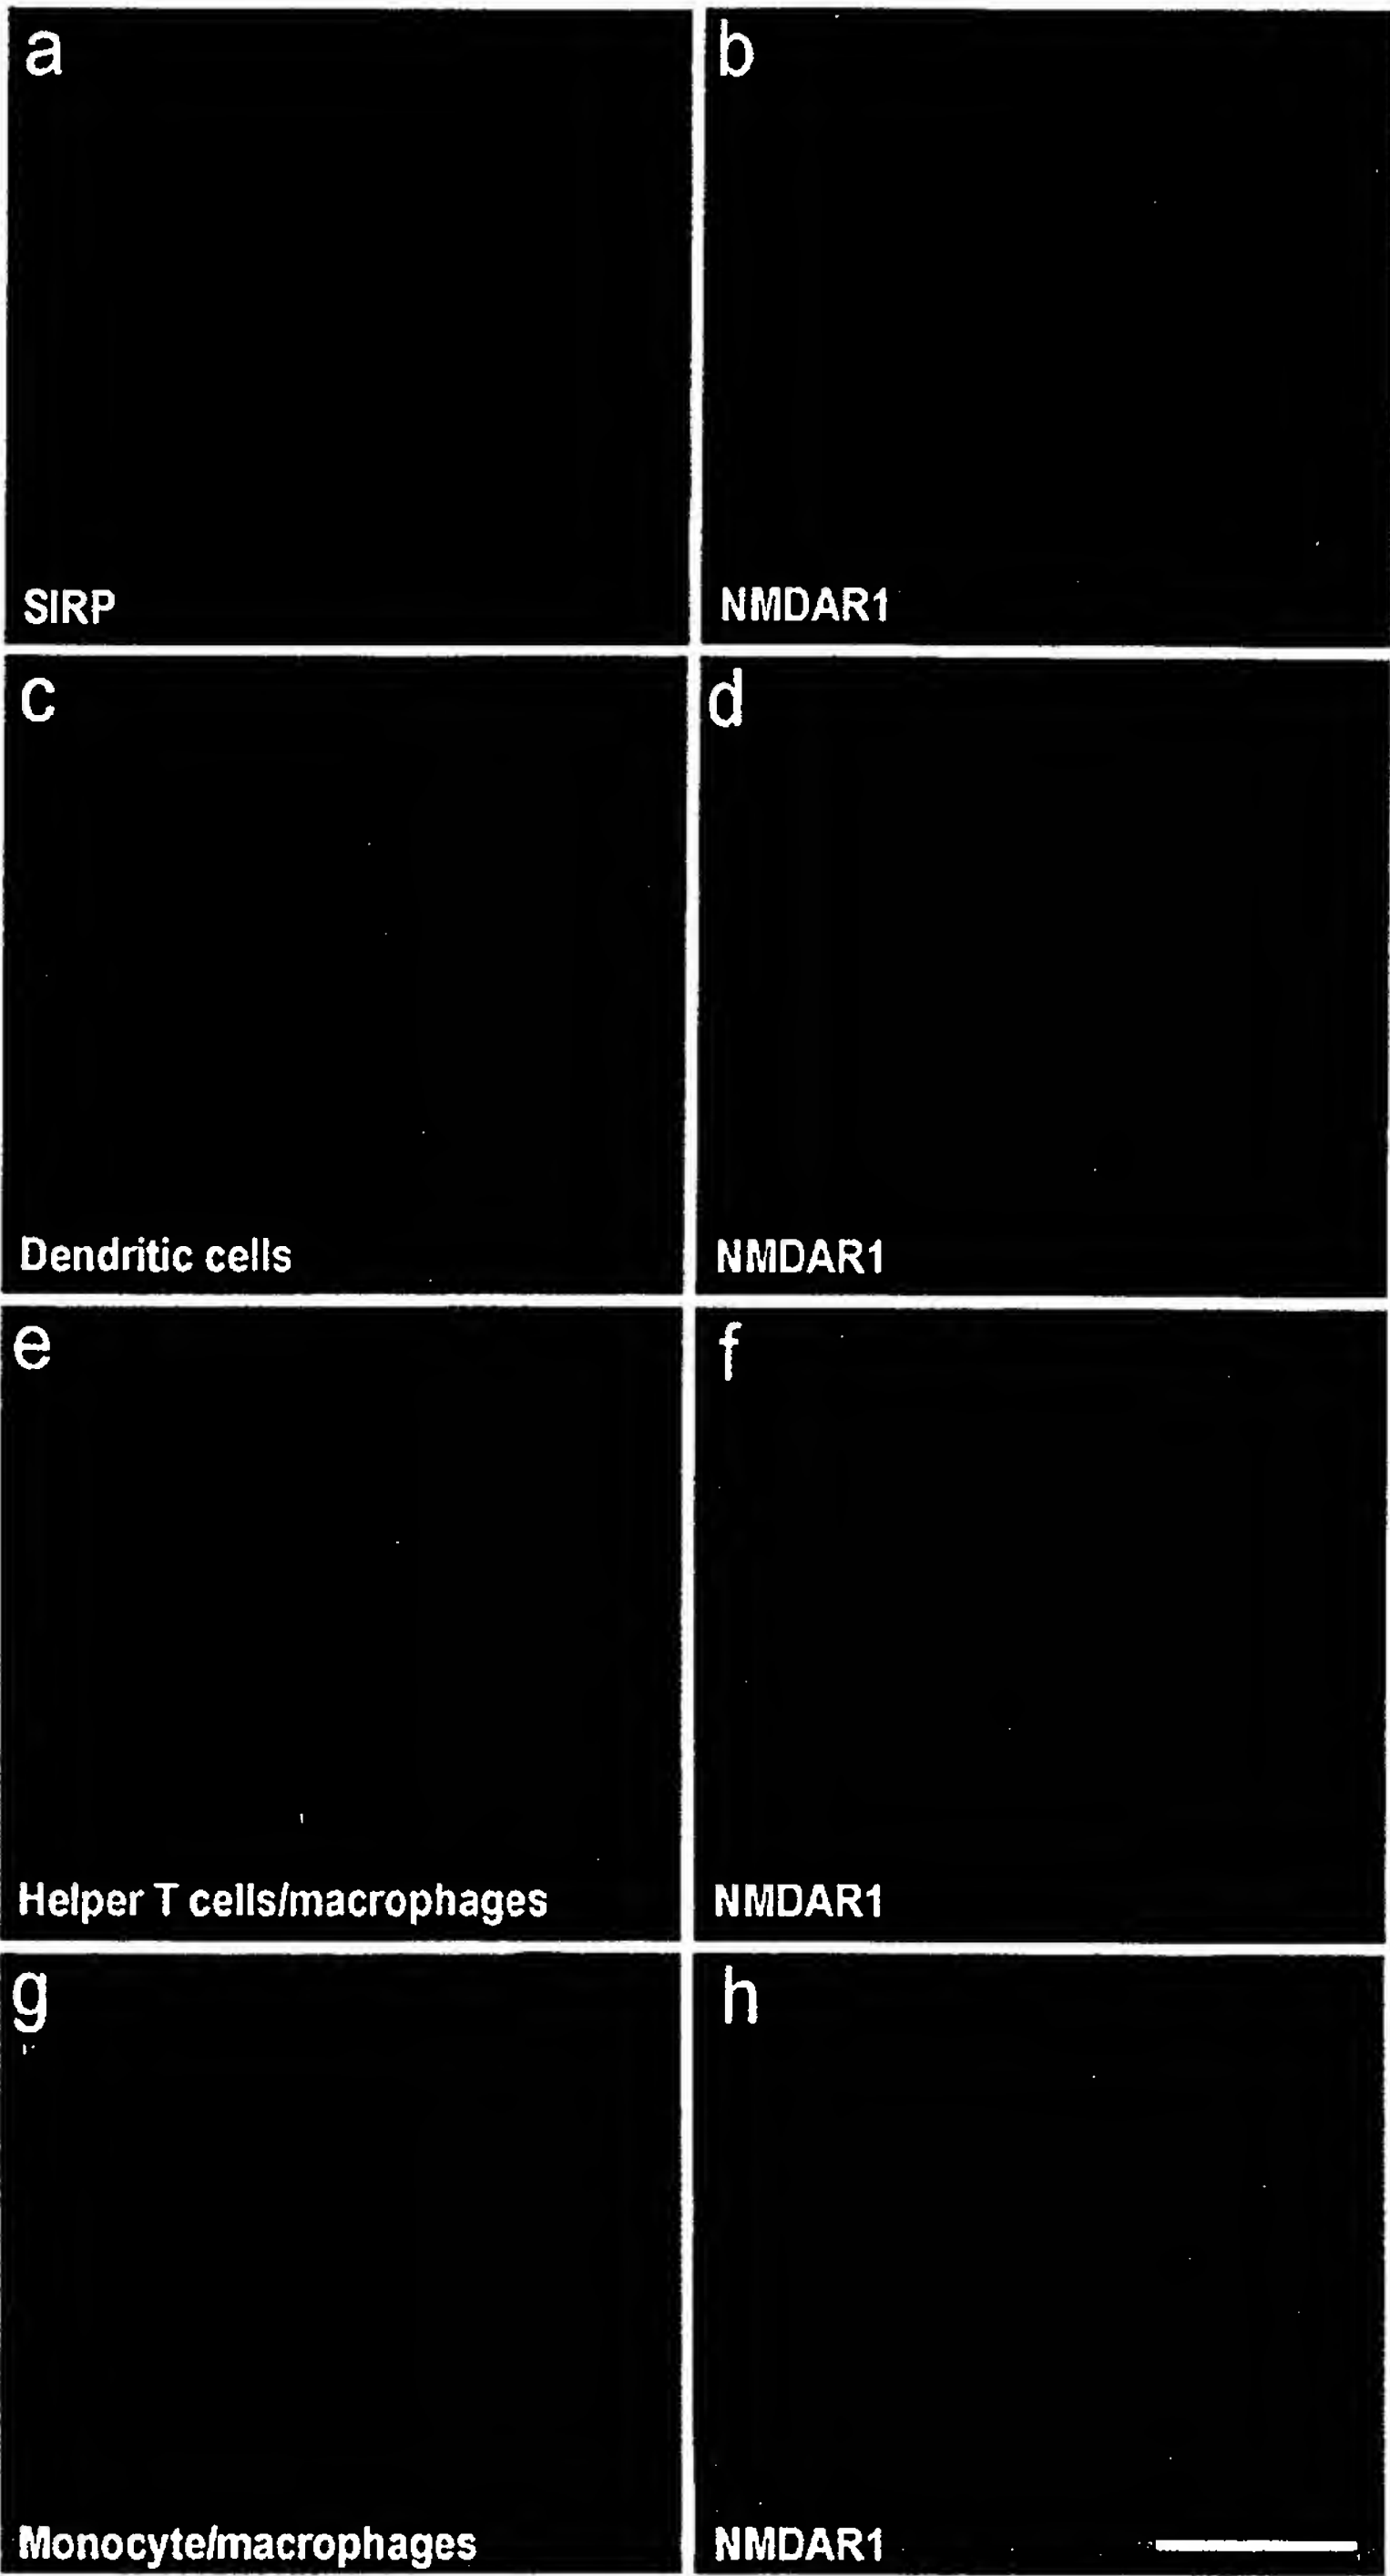 a
b
SIRP
NMDAR1
c
d
Dendritic cells
NMDAR1
e
f
Helper T cells/macrophages
NMDAR1
g
h
Monocyte/macrophages
NMDAR1